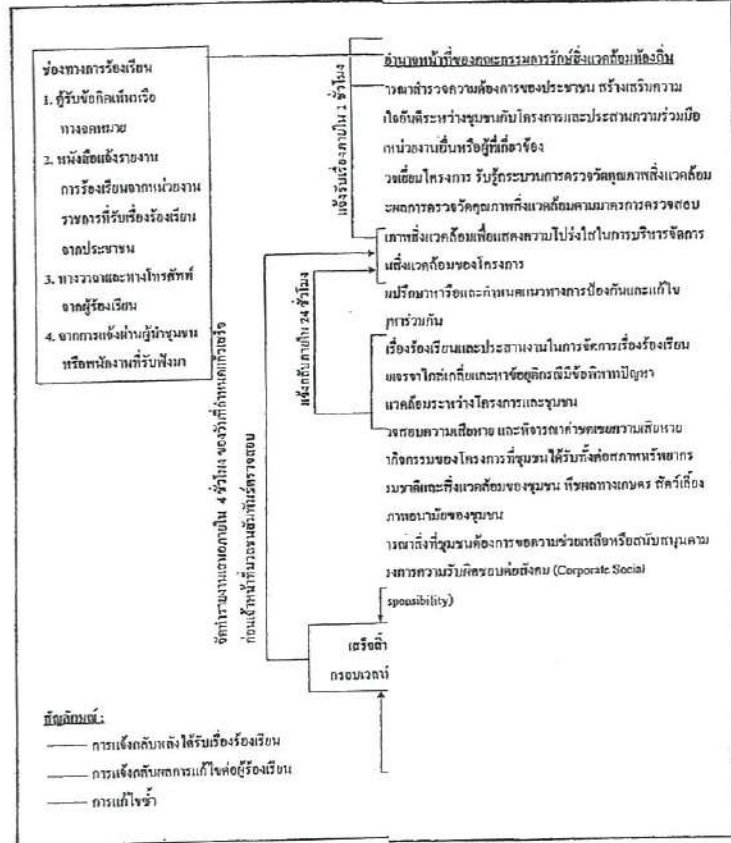 ช่องทางการร้องเรียน
1. ตู้รับข้อคิดเห็นหรือ
ทางจดหมาย
2. หนังสือแจ้งรายงาน
การร้องเรียนจากหน่วยงาน
ราชการที่รับเรื่องร้องเรียน
จากประชาชน
3. ทางวาจาและทางโทรศัพท์
จากผู้ร้องเรียน
4. จากการแจ้งผ่านผู้นำชุมชน
หรือพนักงานที่รับฟังมา
แจ้งรับเรื่องภายใน 1 ชั่วโมง
แจ้งกลับภายใน 24 ชั่วโมง
จัดทำรายงานเสนอภายใน 4 ชั่วโมง ของวันที่กำหนดแล้วเสร็จ
ก่อนเจ้าหน้าที่มวลชนสัมพันธ์ตรวจสอบ
อำนาจหน้าที่ของคณะกรรมการรักษ์สิ่งแวดล้อมท้องถิ่น
ารณาสำรวจความต้องการของประชาชน สร้างเสริมความ
ใจอันดีระหว่างชุมชนกับโครงการและประสานความร่วมมือ
กหน่วยงานอื่นหรือผู้ที่เกี่ยวข้อง
วจเยี่ยมโครงการ รับรู้กระบวนการตรวจวัดคุณภาพสิ่งแวดล้อม
ะผลการตรวจวัดคุณภาพสิ่งแวดล้อมตามมาตรการตรวจสอบ
ณภาพสิ่งแวดล้อมเพื่อแสดงความโปร่งใสในการบริหารจัดการ
นสิ่งแวดล้อมของโครงการ
มปรึกษาหารือและกำหนดแนวทางการป้องกันและแก้ไข
ญหาร่วมกัน
เรื่องร้องเรียนและประสานงานในการจัดการเรื่องร้องเรียน
เจรจาไกล่เกลี่ยและหาข้อยุติกรณีมีข้อพิพาทปัญหา
แวดล้อมระหว่างโครงการและชุมชน
วจสอบความเสียหาย และพิจารณาค่าชดเชยความเสียหาย
ากิจกรรมของโครงการที่ชุมชนได้รับทั้งต่อสภาพทรัพยากร
รมชาติและสิ่งแวดล้อมของชุมชน พืชผลทางเกษตร สัตว์เลี้ยง
ภาพอนามัยของชุมชน
ารณาสิ่งที่ชุมชนต้องการขอความช่วยเหลือหรือสนับสนุนตาม
รงการความรับผิดชอบต่อสังคม (Corporate Social
sponsibility)
เสร็จสิ้
กรอบเวลาที่
สัญลักษณ์ :
การแจ้งกลับหลังได้รับเรื่องร้องเรียน
การแจ้งกลับผลการแก้ไขต่อผู้ร้องเรียน
การแก้ไขซ้ำ